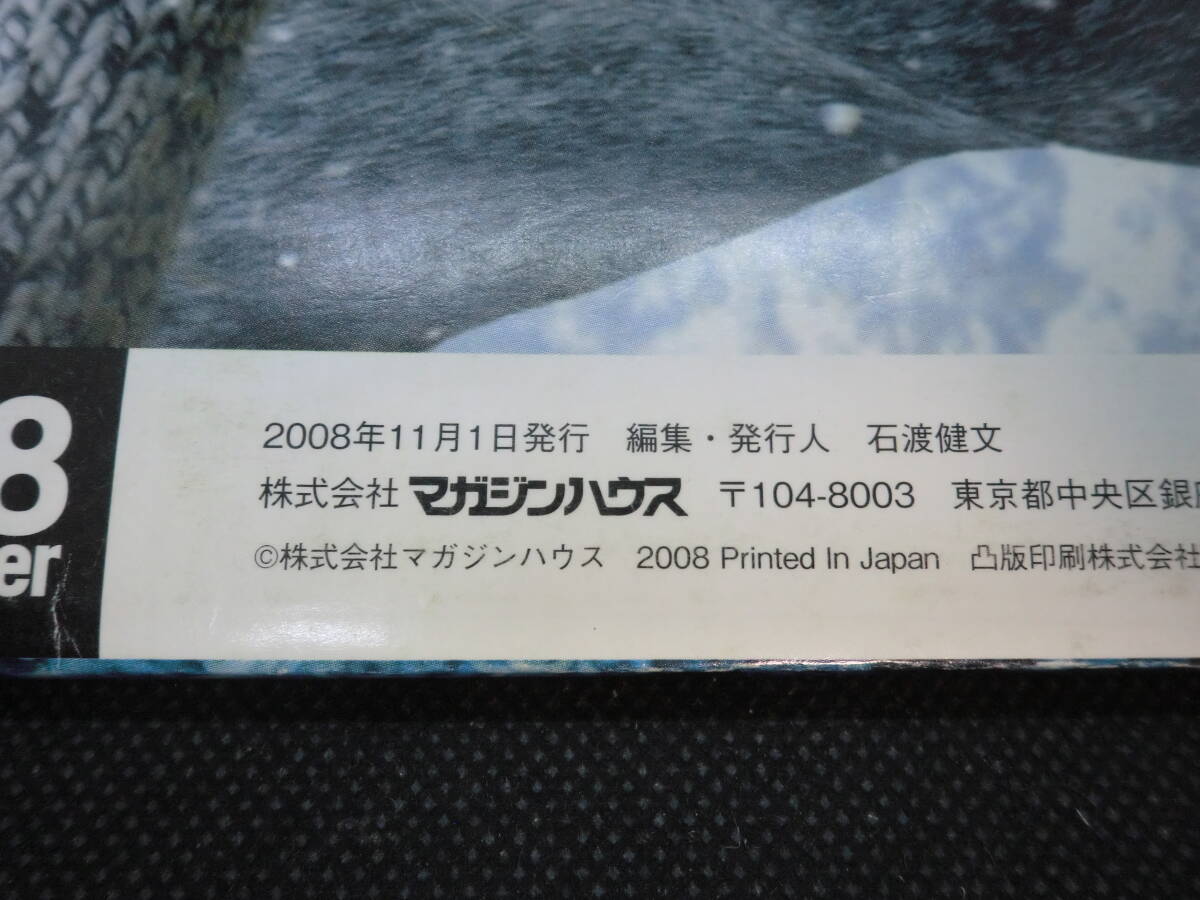 8
er
2008年11月1日発行 編集・発行人 石渡健文
株式会社 マガジンハウス 〒104-8003 東京都中央区銀
©株式会社マガジンハウス 2008 Printed In Japan 凸版印刷株式会社